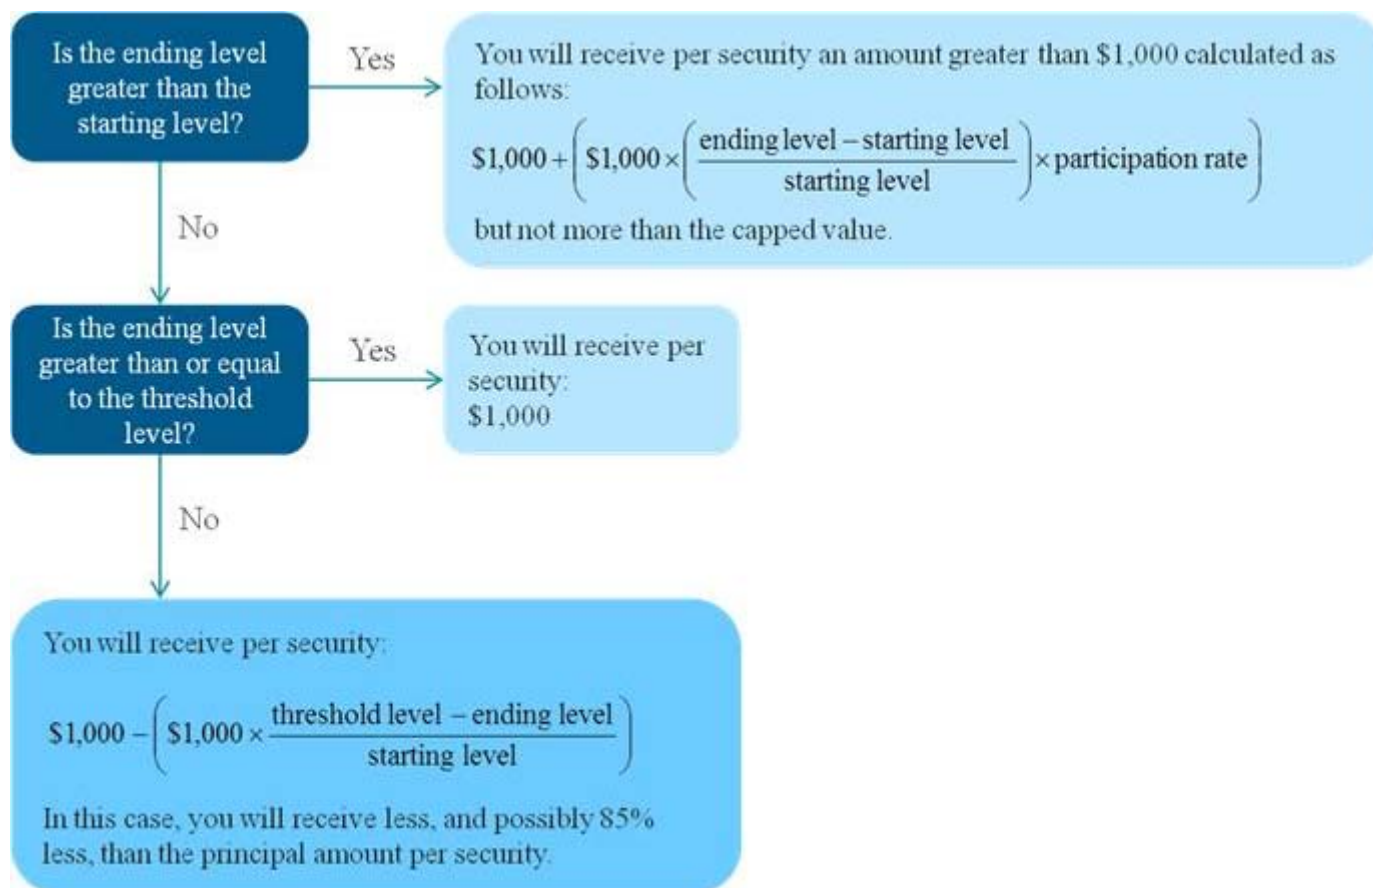 Is the ending level
greater than the
starting level?
Yes
You will receive per security an amount greater than $1,000 calculated as
follows:
$1,000 + ( $1,000 × ( ending level – starting level / starting level ) × participation rate )
but not more than the capped value.
No
Is the ending level
greater than or equal
to the threshold
level?
Yes
You will receive per
security:
$1,000
No
You will receive per security:
$1,000 – ( $1,000 × threshold level – ending level / starting level )
In this case, you will receive less, and possibly 85%
less, than the principal amount per security.